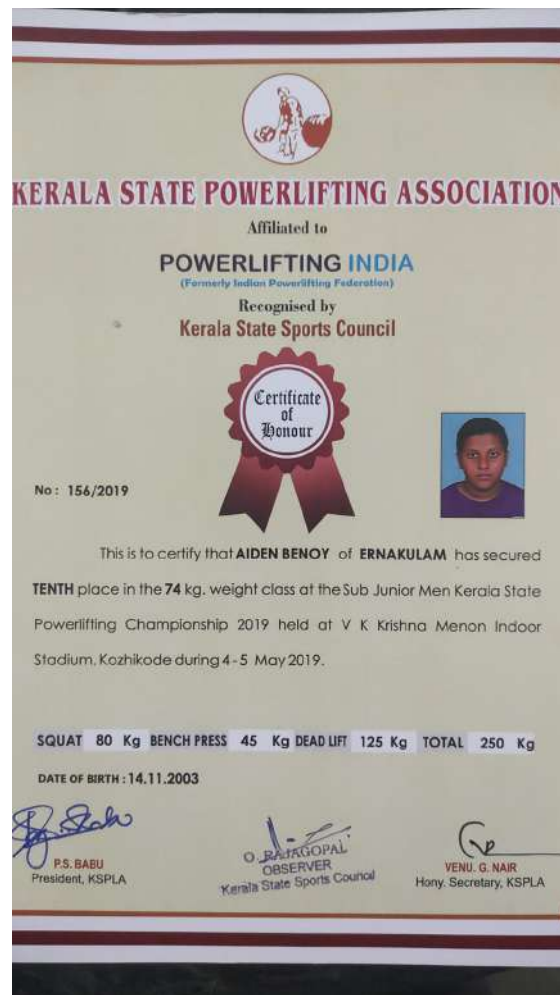 KERALA STATE POWERLIFTING ASSOCIATION
Affiliated to
POWERLIFTING INDIA
(Formerly Indian Powerlifting Federation)
Recognised by
Kerala State Sports Council
Certificate
of
Honour
No: 156/2019
This is to certify that AIDEN BENOY of ERNAKULAM has secured
TENTH place in the 74 kg. weight class at the Sub Junior Men Kerala State
Powerlifting Championship 2019 held at V K Krishna Menon Indoor
Stadium, Kozhikode during 4-5 May 2019.
SQUAT 80 Kg BENCH PRESS 45 Kg DEAD LIFT 125 Kg TOTAL 250 Kg
DATE OF BIRTH : 14.11.2003
P.S. BABU
President, KSPLA
O. RAJAGOPAL
OBSERVER
Kerala State Sports Council
VENU. G. NAIR
Hony. Secretary, KSPLA